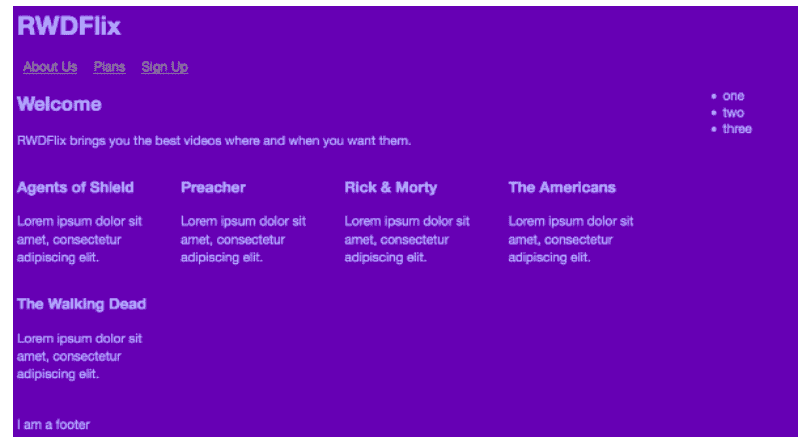 RWDFlix
About Us Plans Sign Up
Welcome
RWDFlix brings you the best videos where and when you want them.
one
two
three
Agents of Shield
Lorem ipsum dolor sit
amet, consectetur
adipiscing elit.
Preacher
Lorem ipsum dolor sit
amet, consectetur
adipiscing elit.
Rick & Morty
Lorem ipsum dolor sit
amet, consectetur
adipiscing elit.
The Americans
Lorem ipsum dolor sit
amet, consectetur
adipiscing elit.
The Walking Dead
Lorem ipsum dolor sit
amet, consectetur
adipiscing elit.
I am a footer